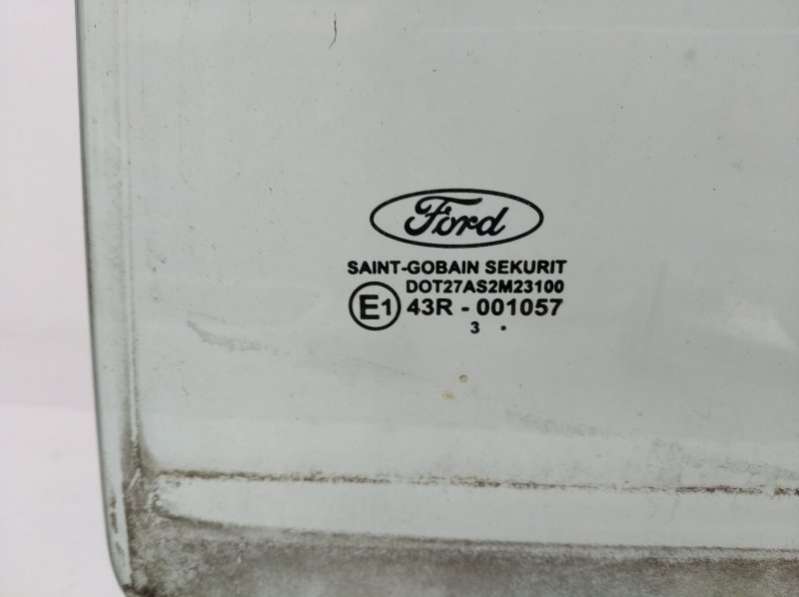 Ford
SAINT-GOBAIN SEKURIT
DOT27AS2M23100
E1 43R - 001057
3 .